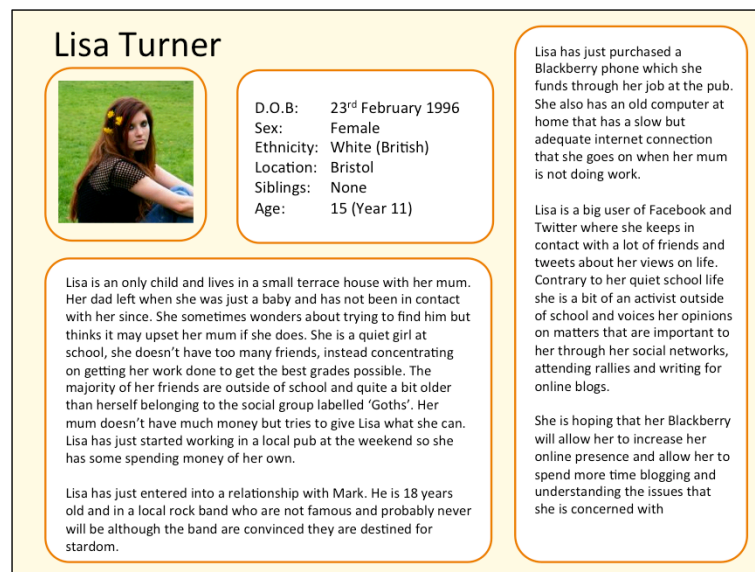 Lisa Turner
D.O.B: 23rd February 1996
Sex: Female
Ethnicity: White (British)
Location: Bristol
Siblings: None
Age: 15 (Year 11)
Lisa is an only child and lives in a small terrace house with her mum.
Her dad left when she was just a baby and has not been in contact
with her since. She sometimes wonders about trying to find him but
thinks it may upset her mum if she does. She is a quiet girl at
school, she doesn’t have too many friends, instead concentrating
on getting her work done to get the best grades possible. The
majority of her friends are outside of school and quite a bit older
than herself belonging to the social group labelled ‘Goths’. Her
mum doesn’t have much money but tries to give Lisa what she can.
Lisa has just started working in a local pub at the weekend so she
has some spending money of her own.
Lisa has just entered into a relationship with Mark. He is 18 years
old and in a local rock band who are not famous and probably never
will be although the band are convinced they are destined for
stardom.
Lisa has just purchased a
Blackberry phone which she
funds through her job at the pub.
She also has an old computer at
home that has a slow but
adequate internet connection
that she goes on when her mum
is not doing work.
Lisa is a big user of Facebook and
Twitter where she keeps in
contact with a lot of friends and
tweets about her views on life.
Contrary to her quiet school life
she is a bit of an activist outside
of school and voices her opinions
on matters that are important to
her through her social networks,
attending rallies and writing for
online blogs.
She is hoping that her Blackberry
will allow her to increase her
online presence and allow her to
spend more time blogging and
understanding the issues that
she is concerned with